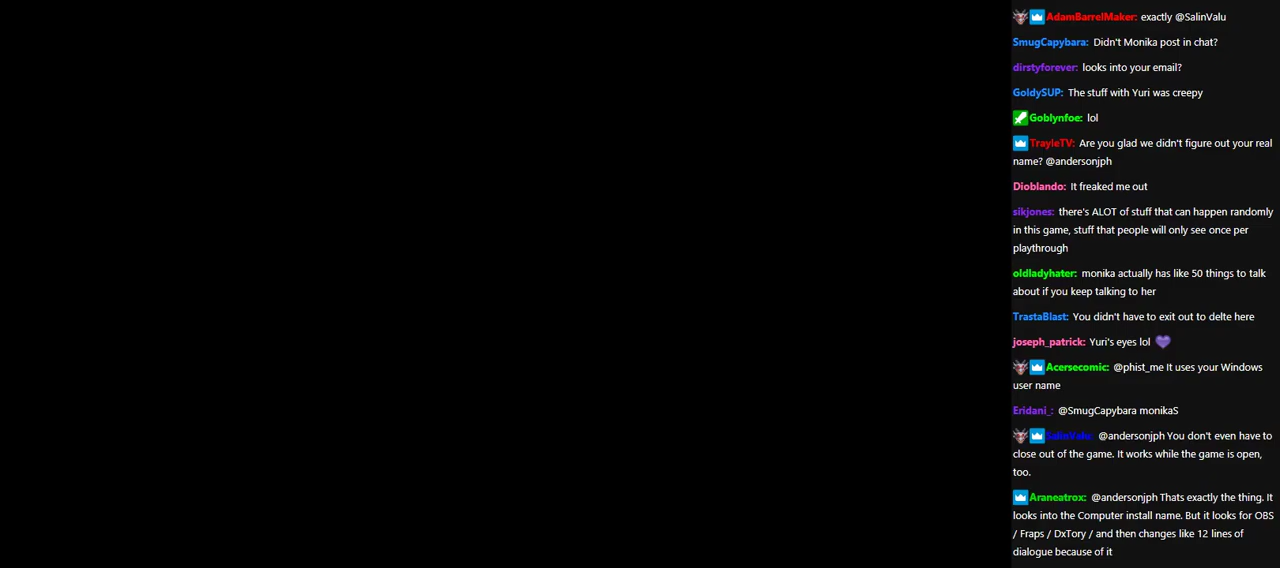 AdamBarrelMaker: exactly @SalinValu
SmugCapybara: Didn't Monika post in chat?
dirstyforever: looks into your email?
GoldySUP: The stuff with Yuri was creepy
Goblynfoe: lol
TrayleTV: Are you glad we didn't figure out your real
name? @andersonjph
Dioblando: It freaked me out
sikjones: there's ALOT of stuff that can happen randomly
in this game, stuff that people will only see once per
playthrough
oldladyhater: monika actually has like 50 things to talk
about if you keep talking to her
TrastaBlast: You didn't have to exit out to delte here
joseph_patrick: Yuri's eyes lol
Acersecomic: @phist_me It uses your Windows
user name
Eridani_: @SmugCapybara monikaS
SalinValu: @andersonjph You don't even have to
close out of the game. It works while the game is open,
too.
Araneatrox: @andersonjph Thats exactly the thing. It
looks into the Computer install name. But it looks for OBS
/ Fraps / DxTory / and then changes like 12 lines of
dialogue because of it